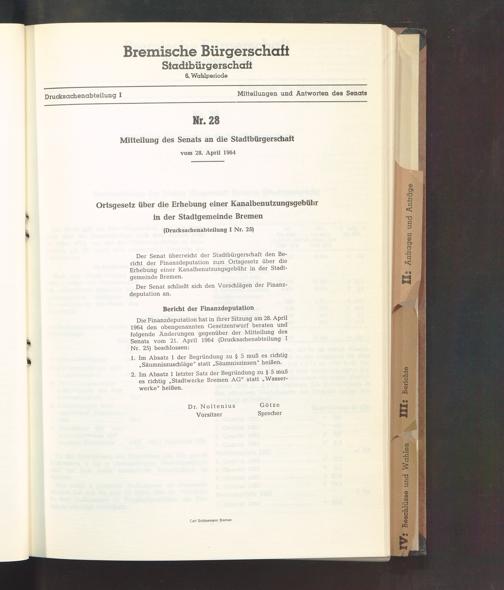 Bremische Bürgerschaft
Stadtbürgerschaft
6. Wahlperiode
Drucksachenabteilung I
Mitteilungen und Antworten des Senats
Nr. 28
Mitteilung des Senats an die Stadtbürgerschaft
vom 28. April 1964
Ortsgesetz über die Erhebung einer Kanalbenutzungsgebühr
in der Stadtgemeinde Bremen
(Drucksachenabteilung I Nr. 25)
Der Senat überreicht der Stadtbürgerschaft den Be-
richt der Finanzdeputation zum Ortsgesetz über die
Erhebung einer Kanalbenutzungsgebühr in der Stadt-
gemeinde Bremen.
Der Senat schließt sich den Vorschlägen der Finanz-
deputation an.
Bericht der Finanzdeputation
Die Finanzdeputation hat in ihrer Sitzung am 28. April
1964 den obengenannten Gesetzentwurf beraten und
folgende Änderungen gegenüber der Mitteilung des
Senats vom 21. April 1964 (Drucksachenabteilung I
Nr. 25) beschlossen:
1. Im Absatz 1 der Begründung zu § 5 muß es richtig
„Säumniszuschläge" statt „Säumniszinsen" heißen.
2. Im Absatz 1 letzter Satz der Begründung zu § 5 muß
es richtig „Stadtwerke Bremen AG" statt „Wasser-
werke" heißen.
Dr. Noltenius Götze
Vorsitzer Sprecher
Carl Schünemann Bremen
II: Anfragen und Anträge
III: Berichte
IV: Beschlüsse und Wahlen